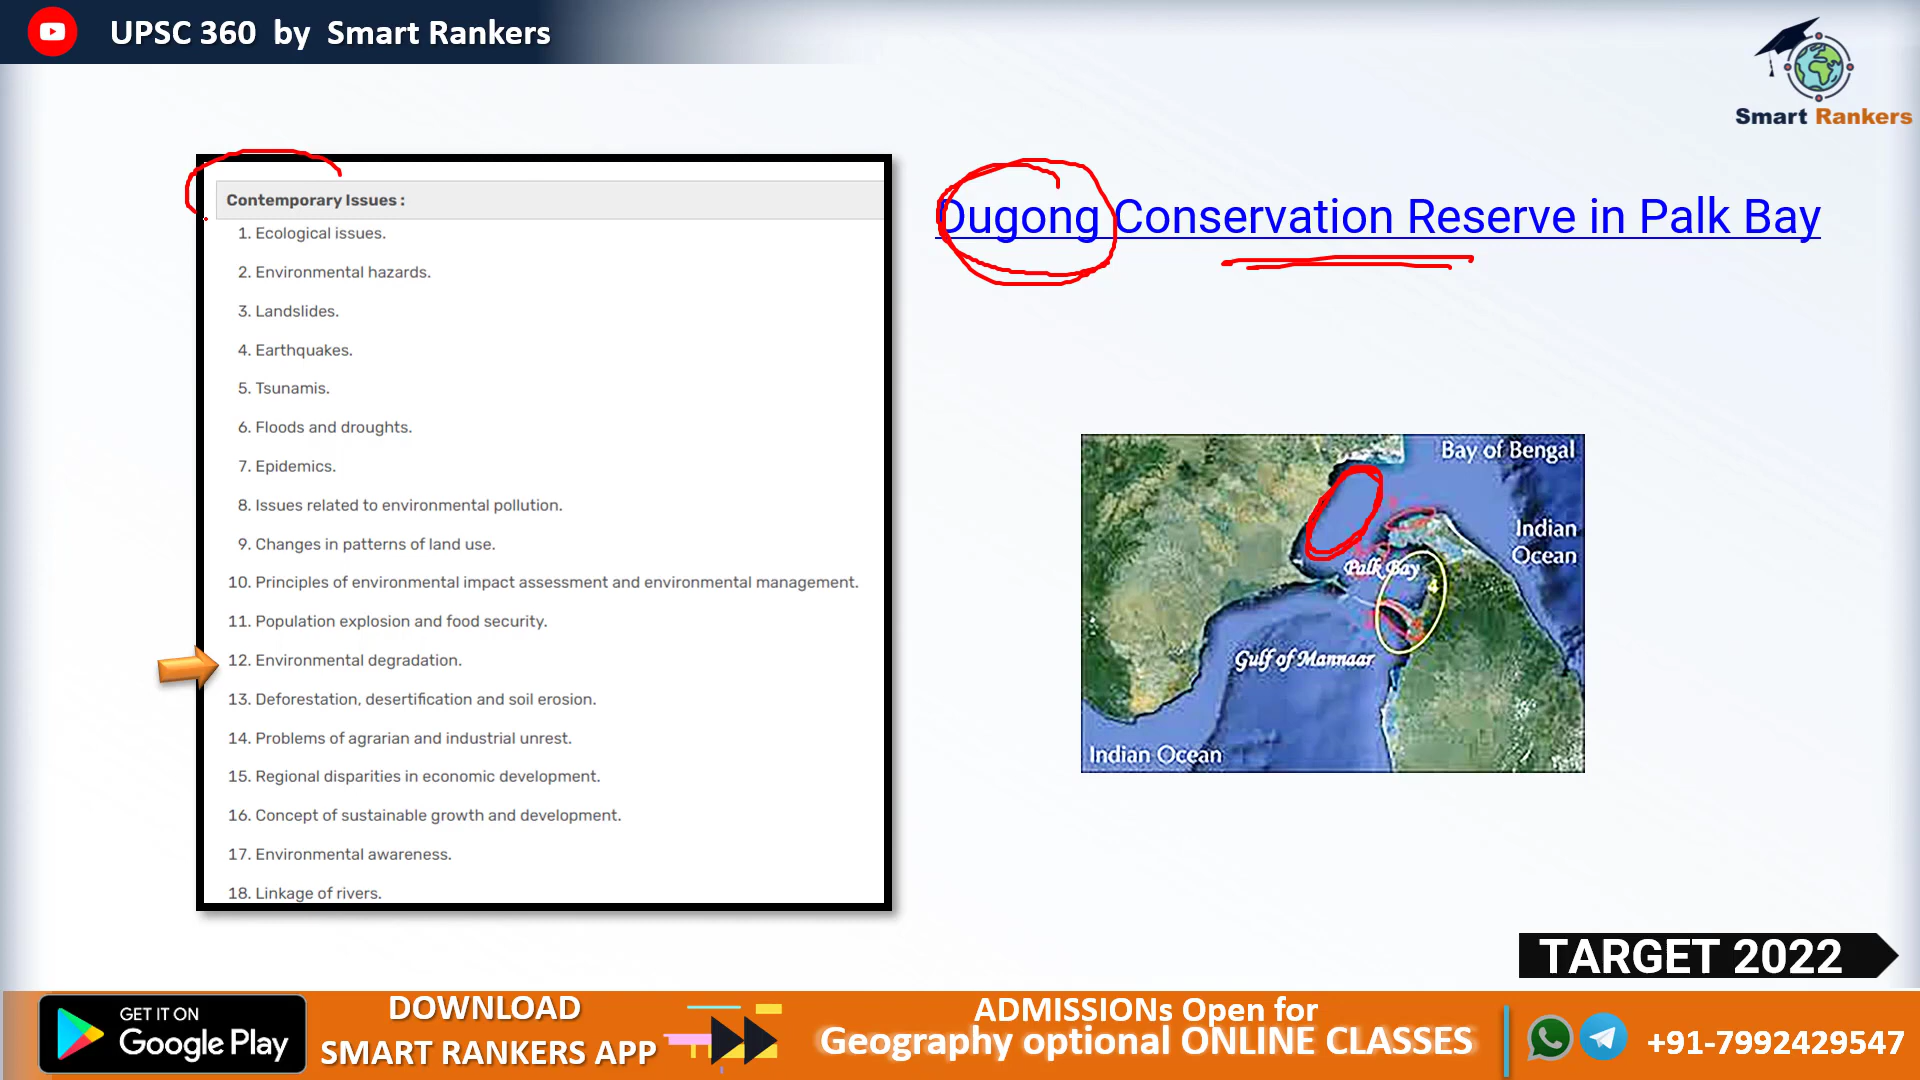 UPSC 360 by Smart Rankers
Smart Rankers
Contemporary Issues :
1. Ecological issues.
2. Environmental hazards.
3. Landslides.
4. Earthquakes.
5. Tsunamis.
6. Floods and droughts.
7. Epidemics.
8. Issues related to environmental pollution.
9. Changes in patterns of land use.
10. Principles of environmental impact assessment and environmental management.
11. Population explosion and food security.
12. Environmental degradation.
13. Deforestation, desertification and soil erosion.
14. Problems of agrarian and industrial unrest.
15. Regional disparities in economic development.
16. Concept of sustainable growth and development.
17. Environmental awareness.
18. Linkage of rivers.
Dugong Conservation Reserve in Palk Bay
Bay of Bengal
Indian
Ocean
Palk Bay
4
Gulf of Mannaar
Indian Ocean
TARGET 2022
GET IT ON
Google Play
DOWNLOAD
SMART RANKERS APP
ADMISSIONs Open for
Geography optional ONLINE CLASSES
+91-7992429547